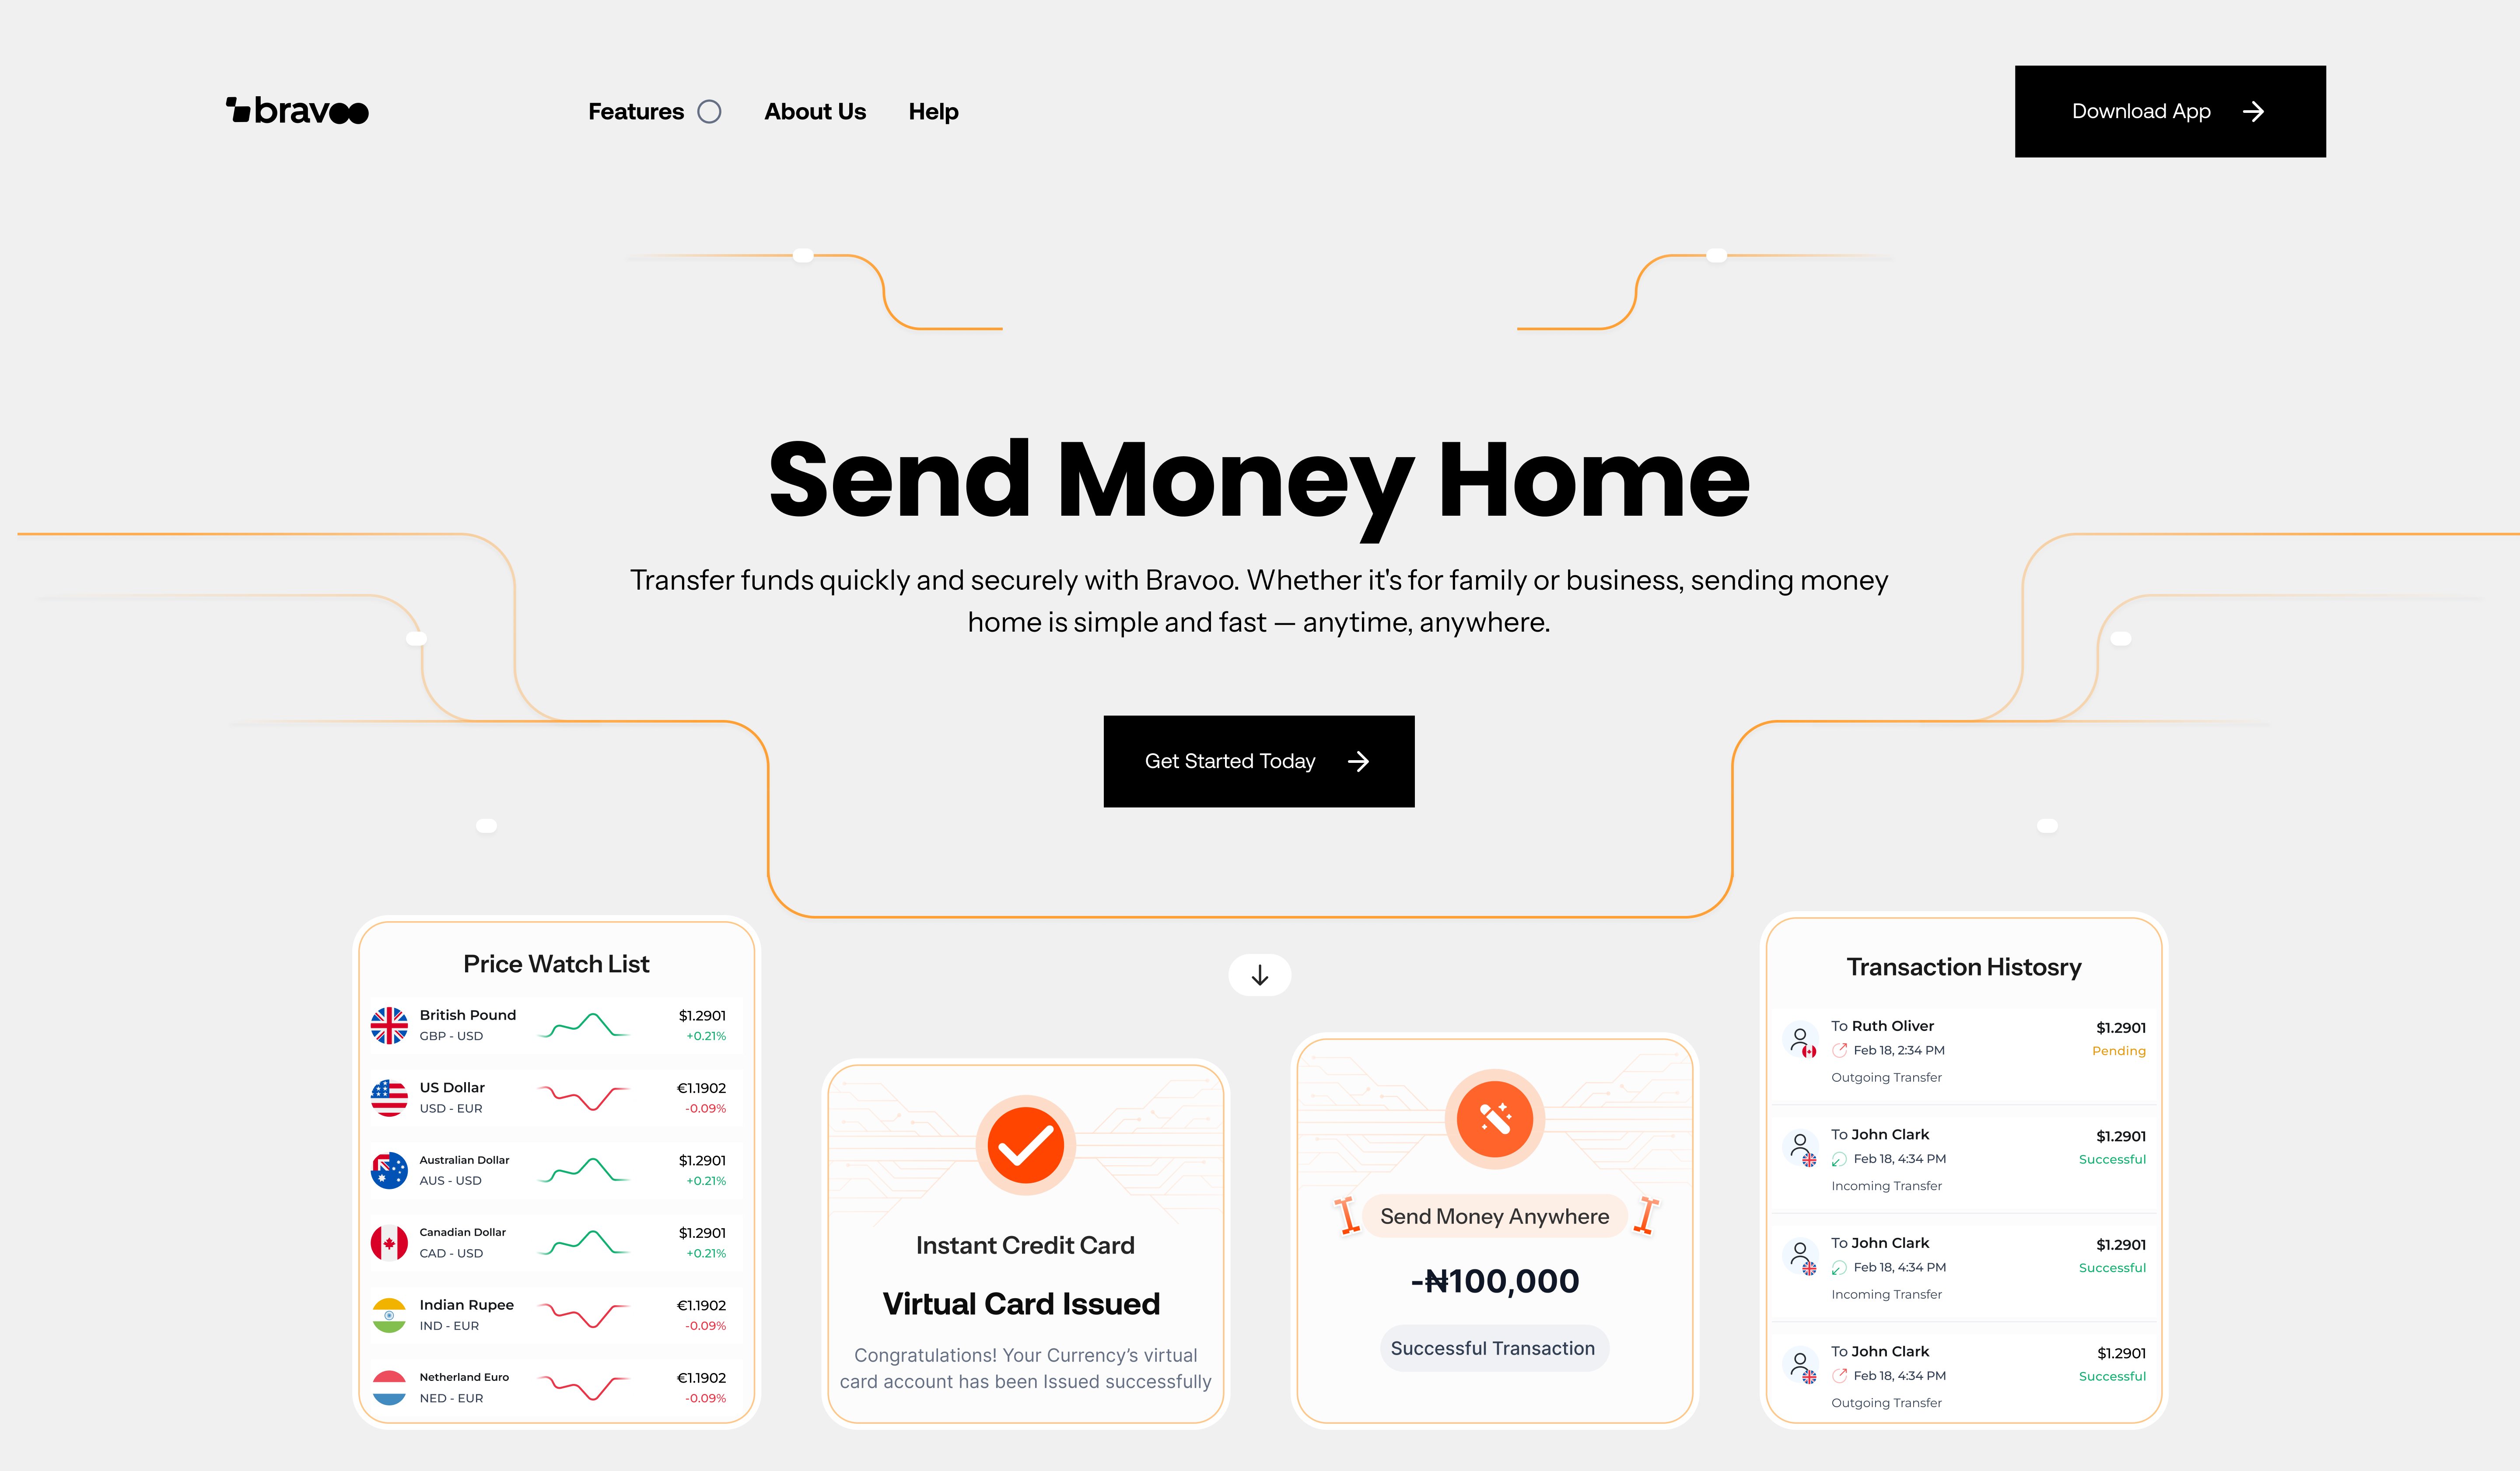 bravoo
Features
About Us
Help
Download App
Send Money Home
Transfer funds quickly and securely with Bravoo. Whether it's for family or business, sending money
home is simple and fast — anytime, anywhere.
Get Started Today
Price Watch List
British Pound $1.2901
GBP - USD +0.21%
US Dollar €1.1902
USD - EUR -0.09%
Australian Dollar $1.2901
AUS - USD +0.21%
Canadian Dollar $1.2901
CAD - USD +0.21%
Indian Rupee €1.1902
IND - EUR -0.09%
Netherland Euro €1.1902
NED - EUR -0.09%
Instant Credit Card
Virtual Card Issued
Congratulations! Your Currency’s virtual
card account has been Issued successfully
Send Money Anywhere
-₦100,000
Successful Transaction
Transaction Histosry
To Ruth Oliver $1.2901
Feb 18, 2:34 PM Pending
Outgoing Transfer
To John Clark $1.2901
Feb 18, 4:34 PM Successful
Incoming Transfer
To John Clark $1.2901
Feb 18, 4:34 PM Successful
Incoming Transfer
To John Clark $1.2901
Feb 18, 4:34 PM Successful
Outgoing Transfer